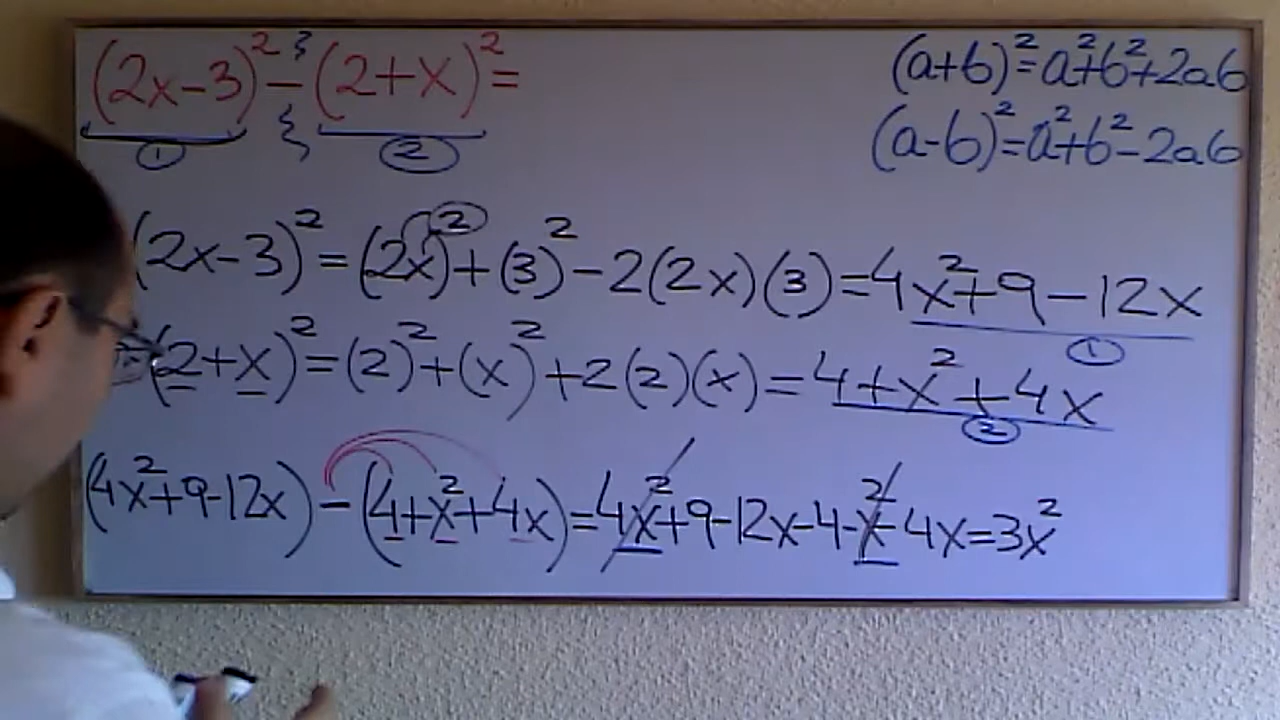 (2x-3)² - (2+x)² =
① ②
(a+b)² = a²+b²+2ab
(a-b)² = a²+b²-2ab
(2x-3)² = (2x)² + (3)² - 2(2x)(3) = 4x²+9-12x
①
(2+x)² = (2)² + (x)² + 2(2)(x) = 4+x²+4x
②
(4x²+9-12x) - (4+x²+4x) = 4x²+9-12x-4-x²-4x = 3x²